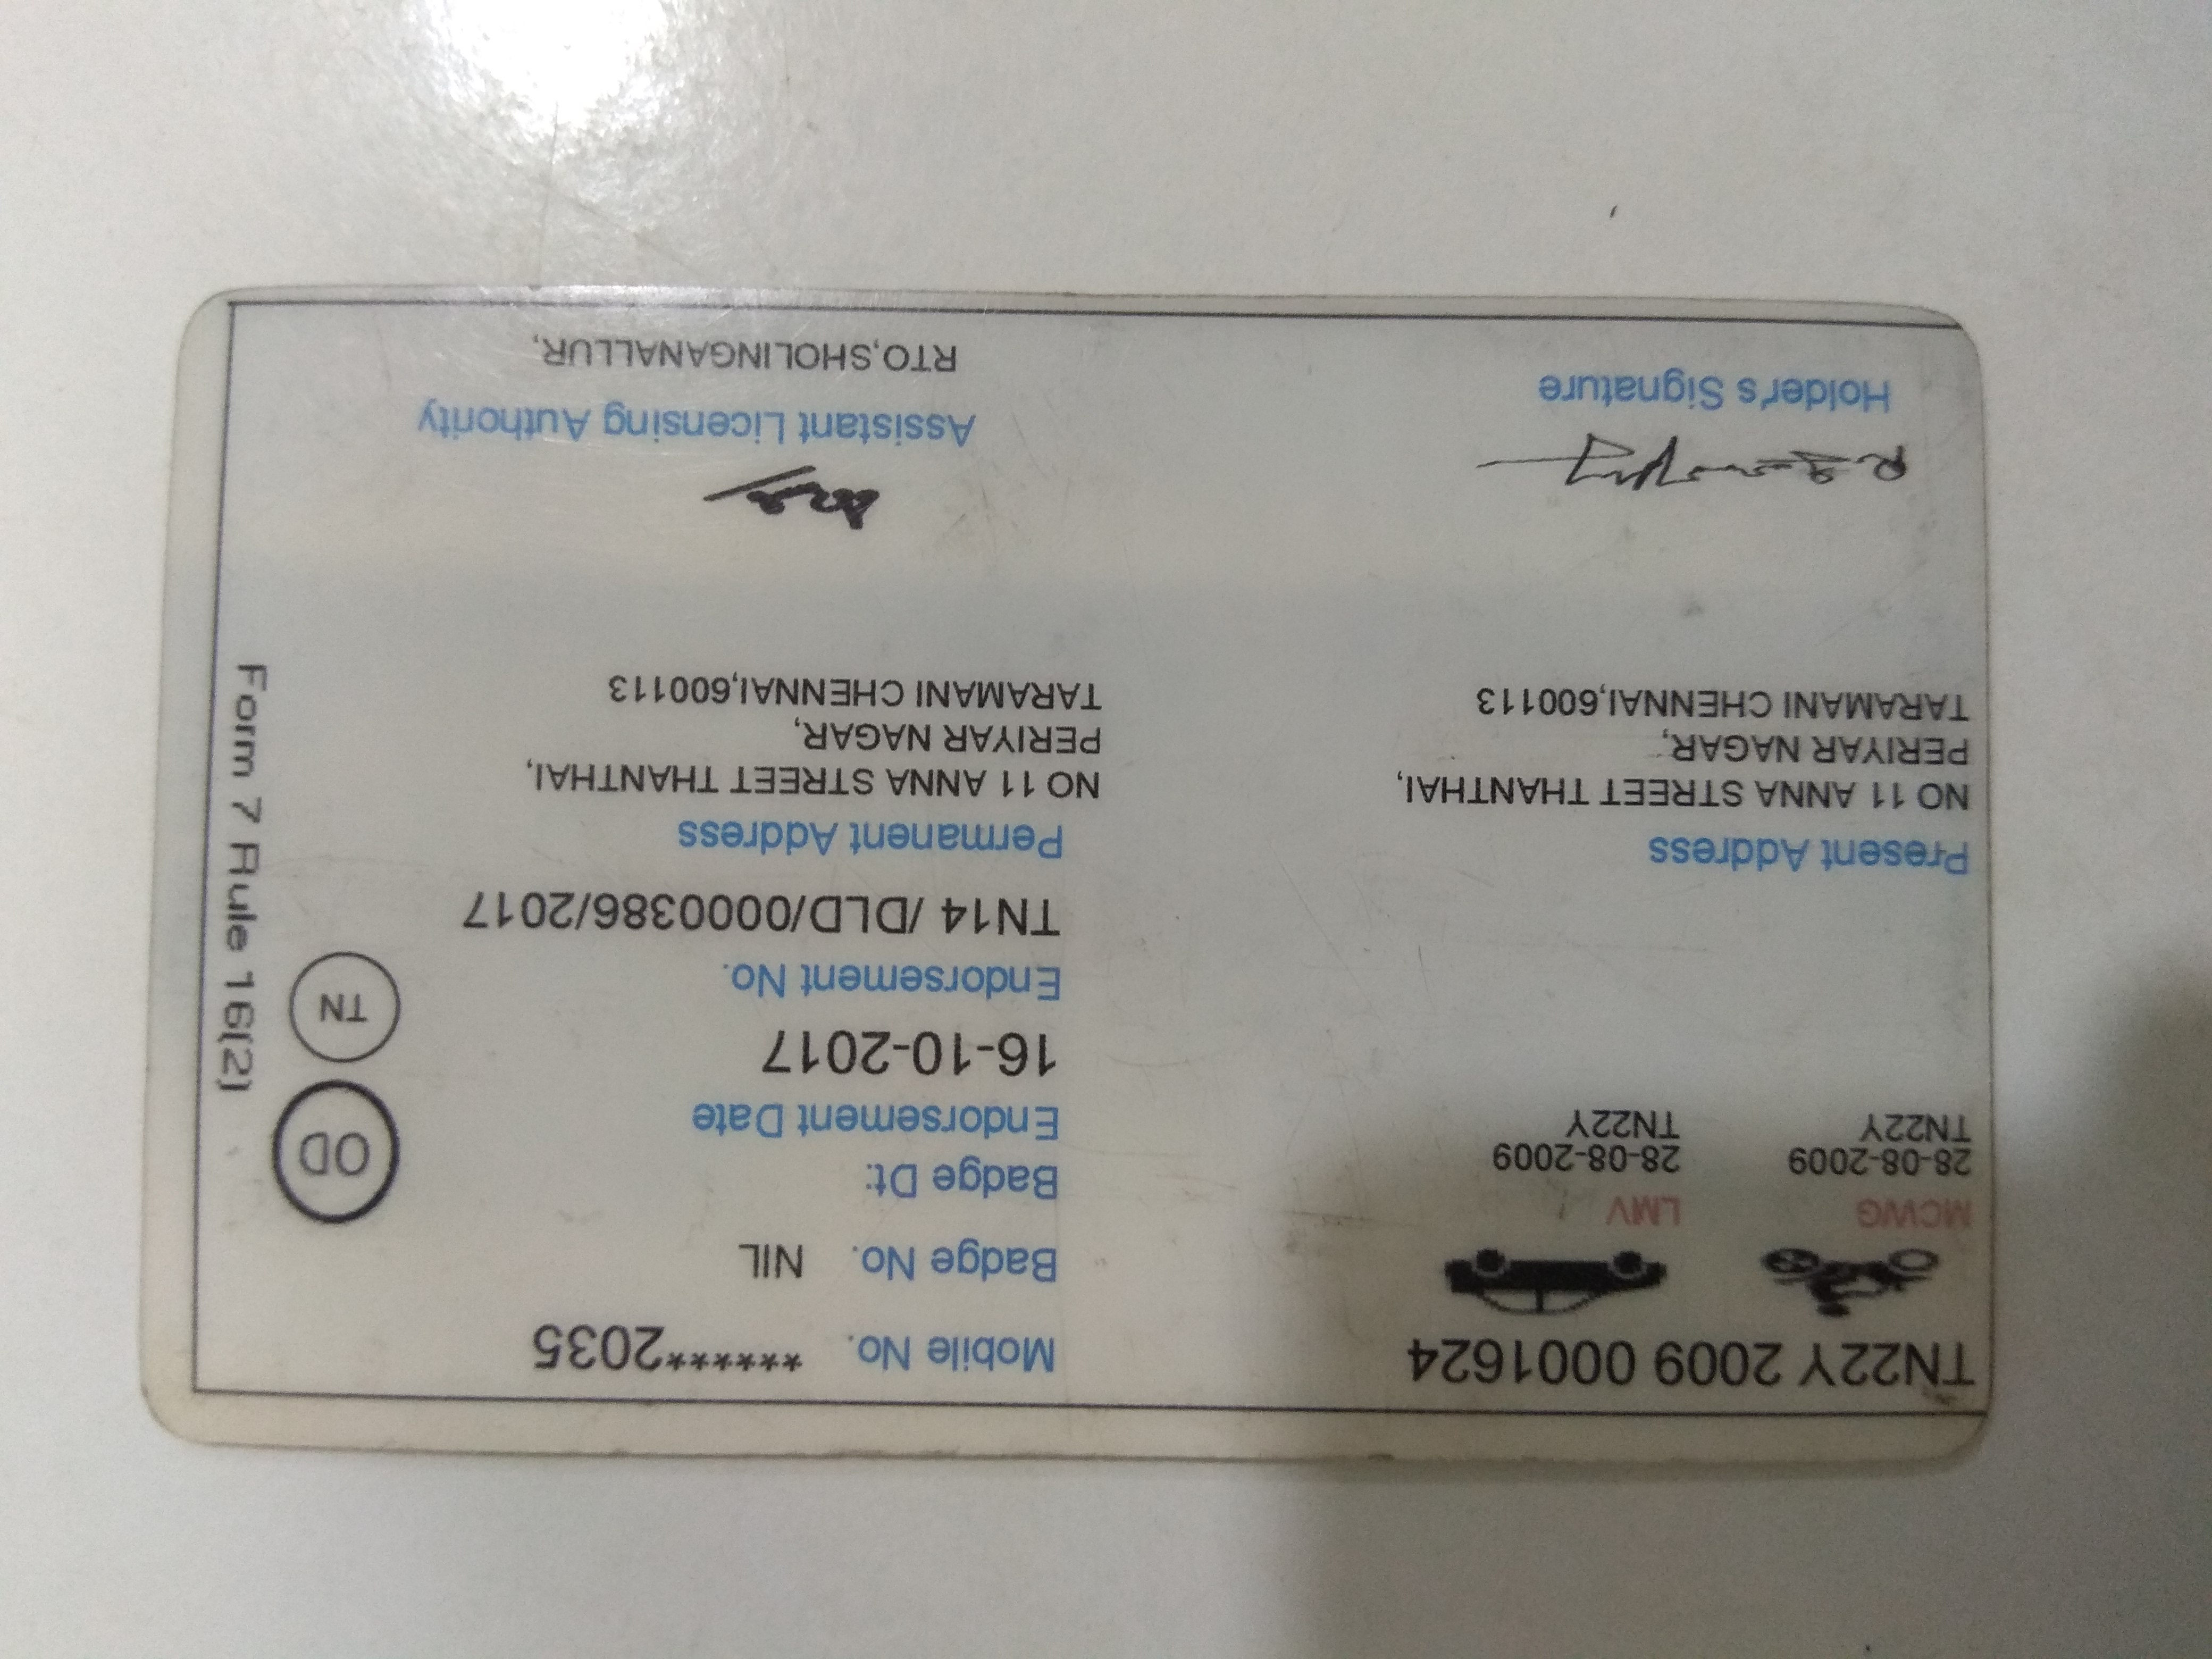 TN22Y 2009 0001624
Mobile No. ******2035
MCWG
28-08-2009
TN22Y
LMV
28-08-2009
TN22Y
Badge No. NIL
Badge Dt:
Endorsement Date
16-10-2017
Endorsement No.
TN14 /DLD/0000386/2017
OD
TN
Form 7 Rule 16(2)
Present Address
NO 11 ANNA STREET THANTHAI,
PERIYAR NAGAR,
TARAMANI CHENNAI,600113
Permanent Address
NO 11 ANNA STREET THANTHAI,
PERIYAR NAGAR,
TARAMANI CHENNAI,600113
Holder's Signature
Assistant Licensing Authority
RTO,SHOLINGANALLUR,